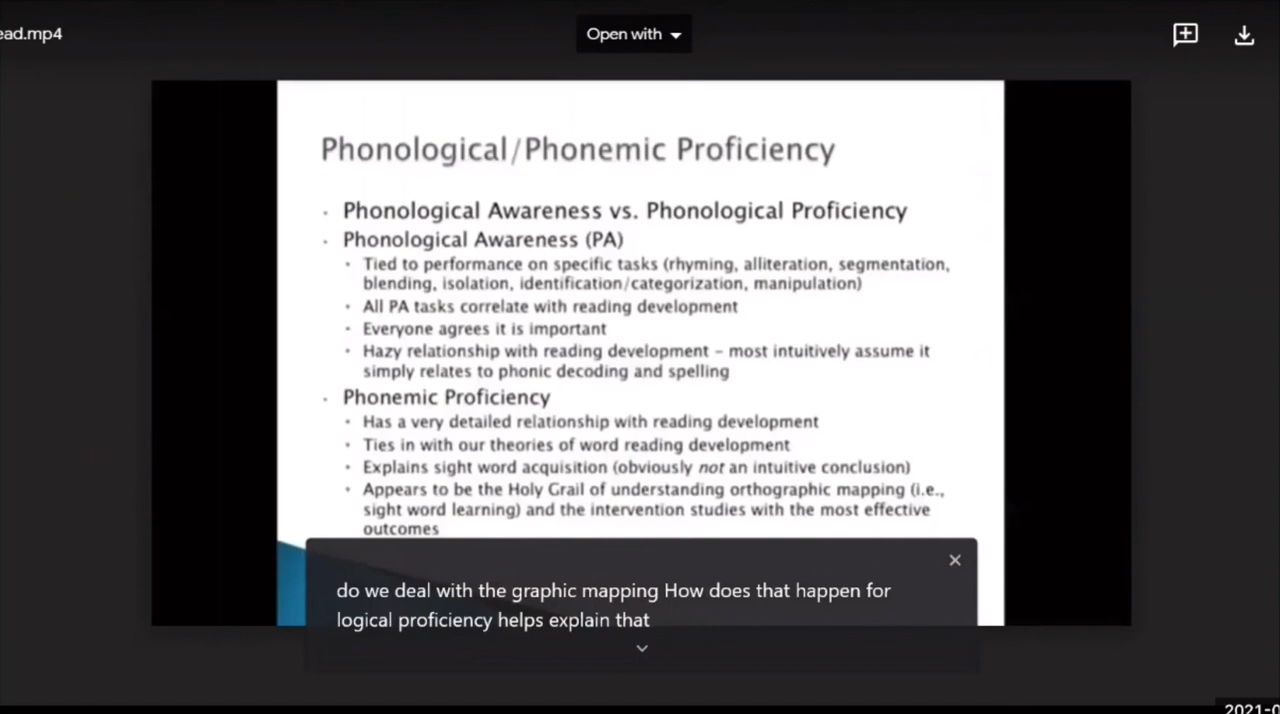 ead.mp4
Open with
Phonological/Phonemic Proficiency
Phonological Awareness vs. Phonological Proficiency
Phonological Awareness (PA)
Tied to performance on specific tasks (rhyming, alliteration, segmentation,
blending, isolation, identification/categorization, manipulation)
All PA tasks correlate with reading development
Everyone agrees it is important
Hazy relationship with reading development – most intuitively assume it
simply relates to phonic decoding and spelling
Phonemic Proficiency
Has a very detailed relationship with reading development
Ties in with our theories of word reading development
Explains sight word acquisition (obviously not an intuitive conclusion)
Appears to be the Holy Grail of understanding orthographic mapping (i.e.,
sight word learning) and the intervention studies with the most effective
outcomes
do we deal with the graphic mapping How does that happen for
logical proficiency helps explain that